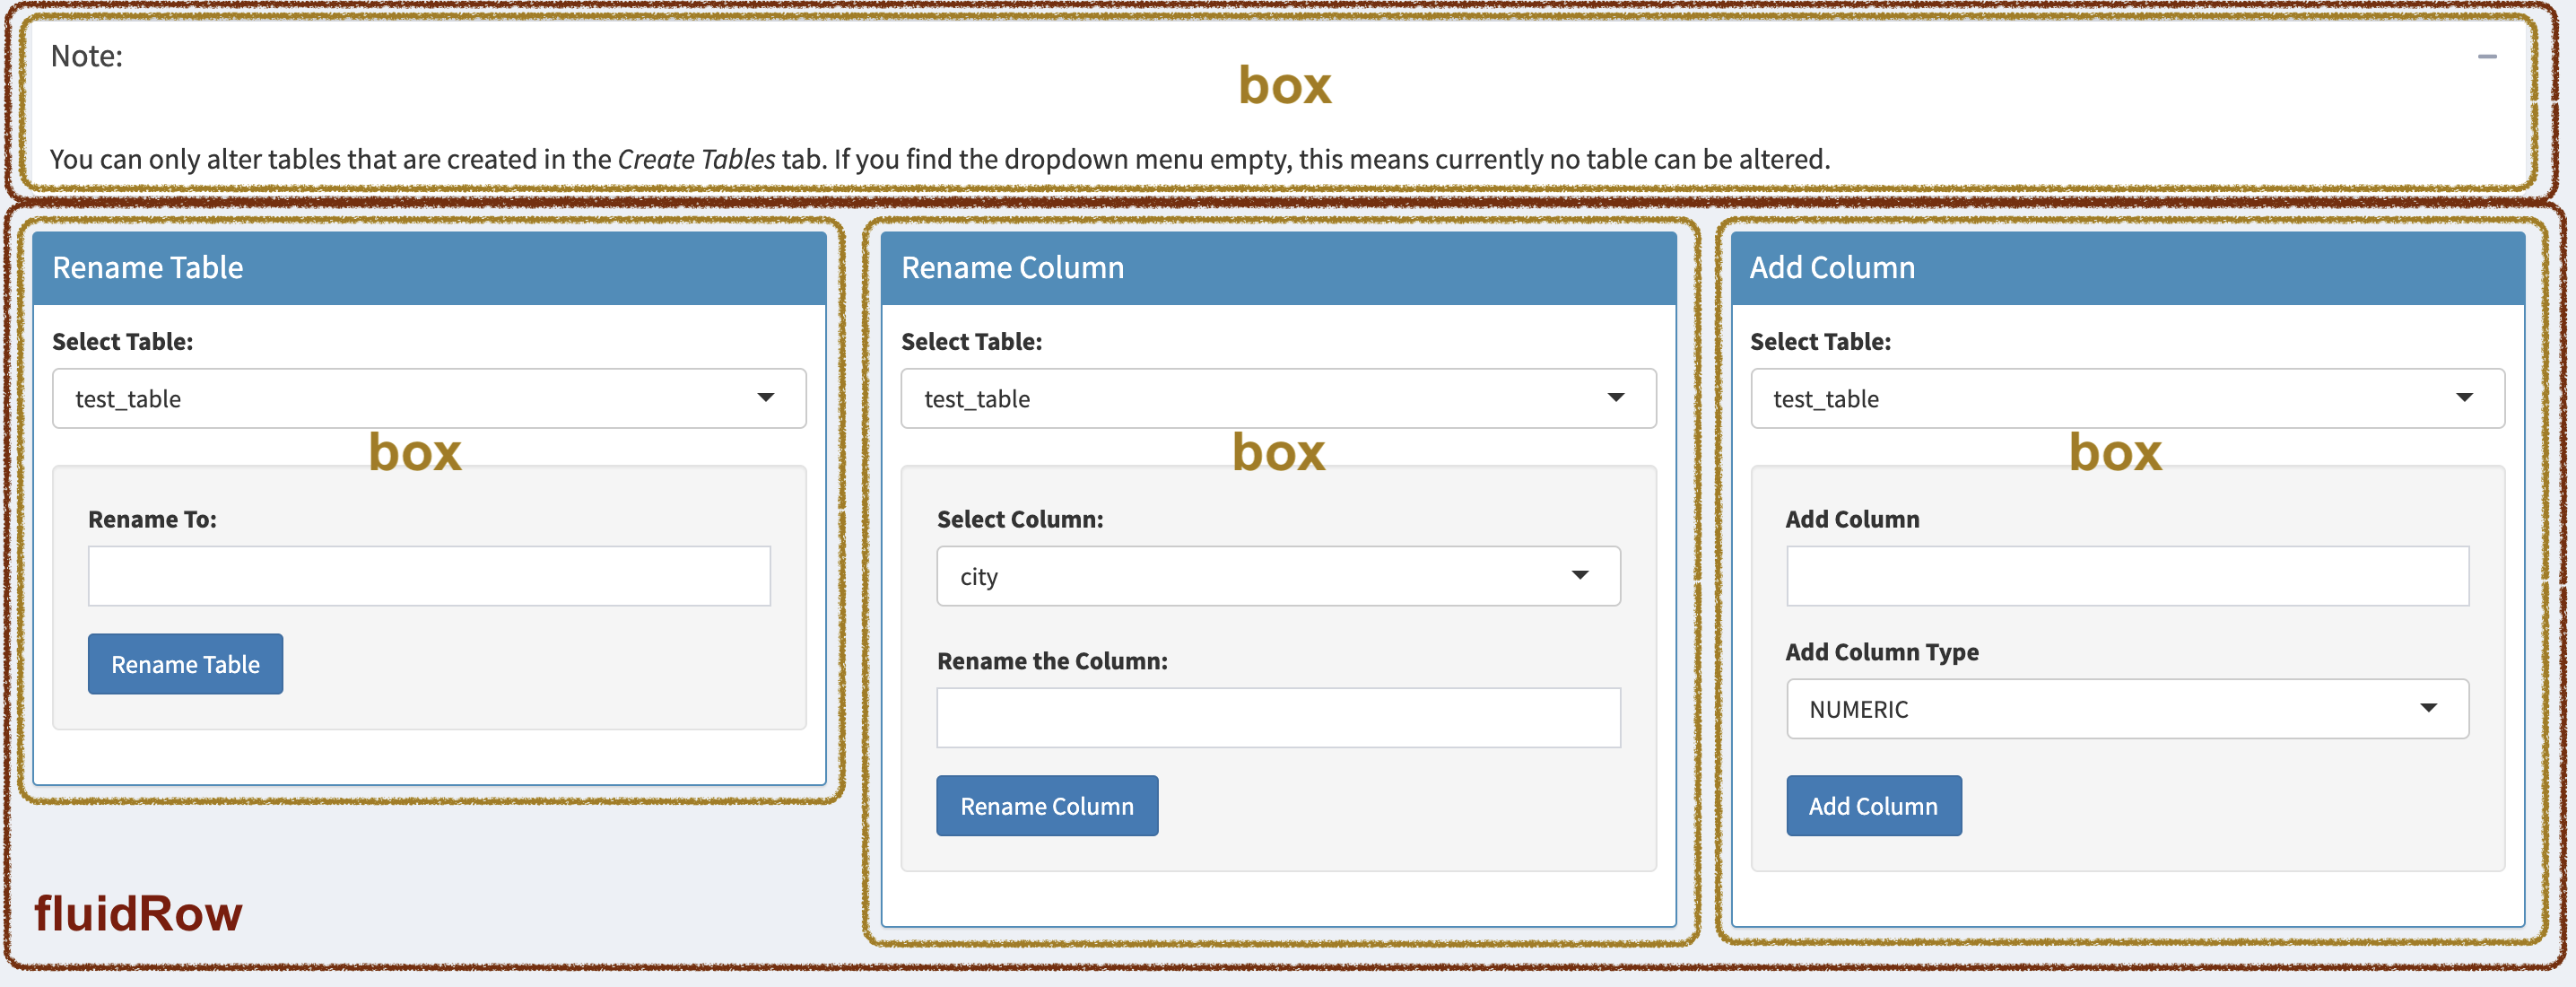 Note:
box
You can only alter tables that are created in the Create Tables tab. If you find the dropdown menu empty, this means currently no table can be altered.
Rename Table
Select Table:
test_table
box
Rename To:
Rename Table
Rename Column
Select Table:
test_table
box
Select Column:
city
Rename the Column:
Rename Column
Add Column
Select Table:
test_table
box
Add Column
Add Column Type
NUMERIC
Add Column
fluidRow